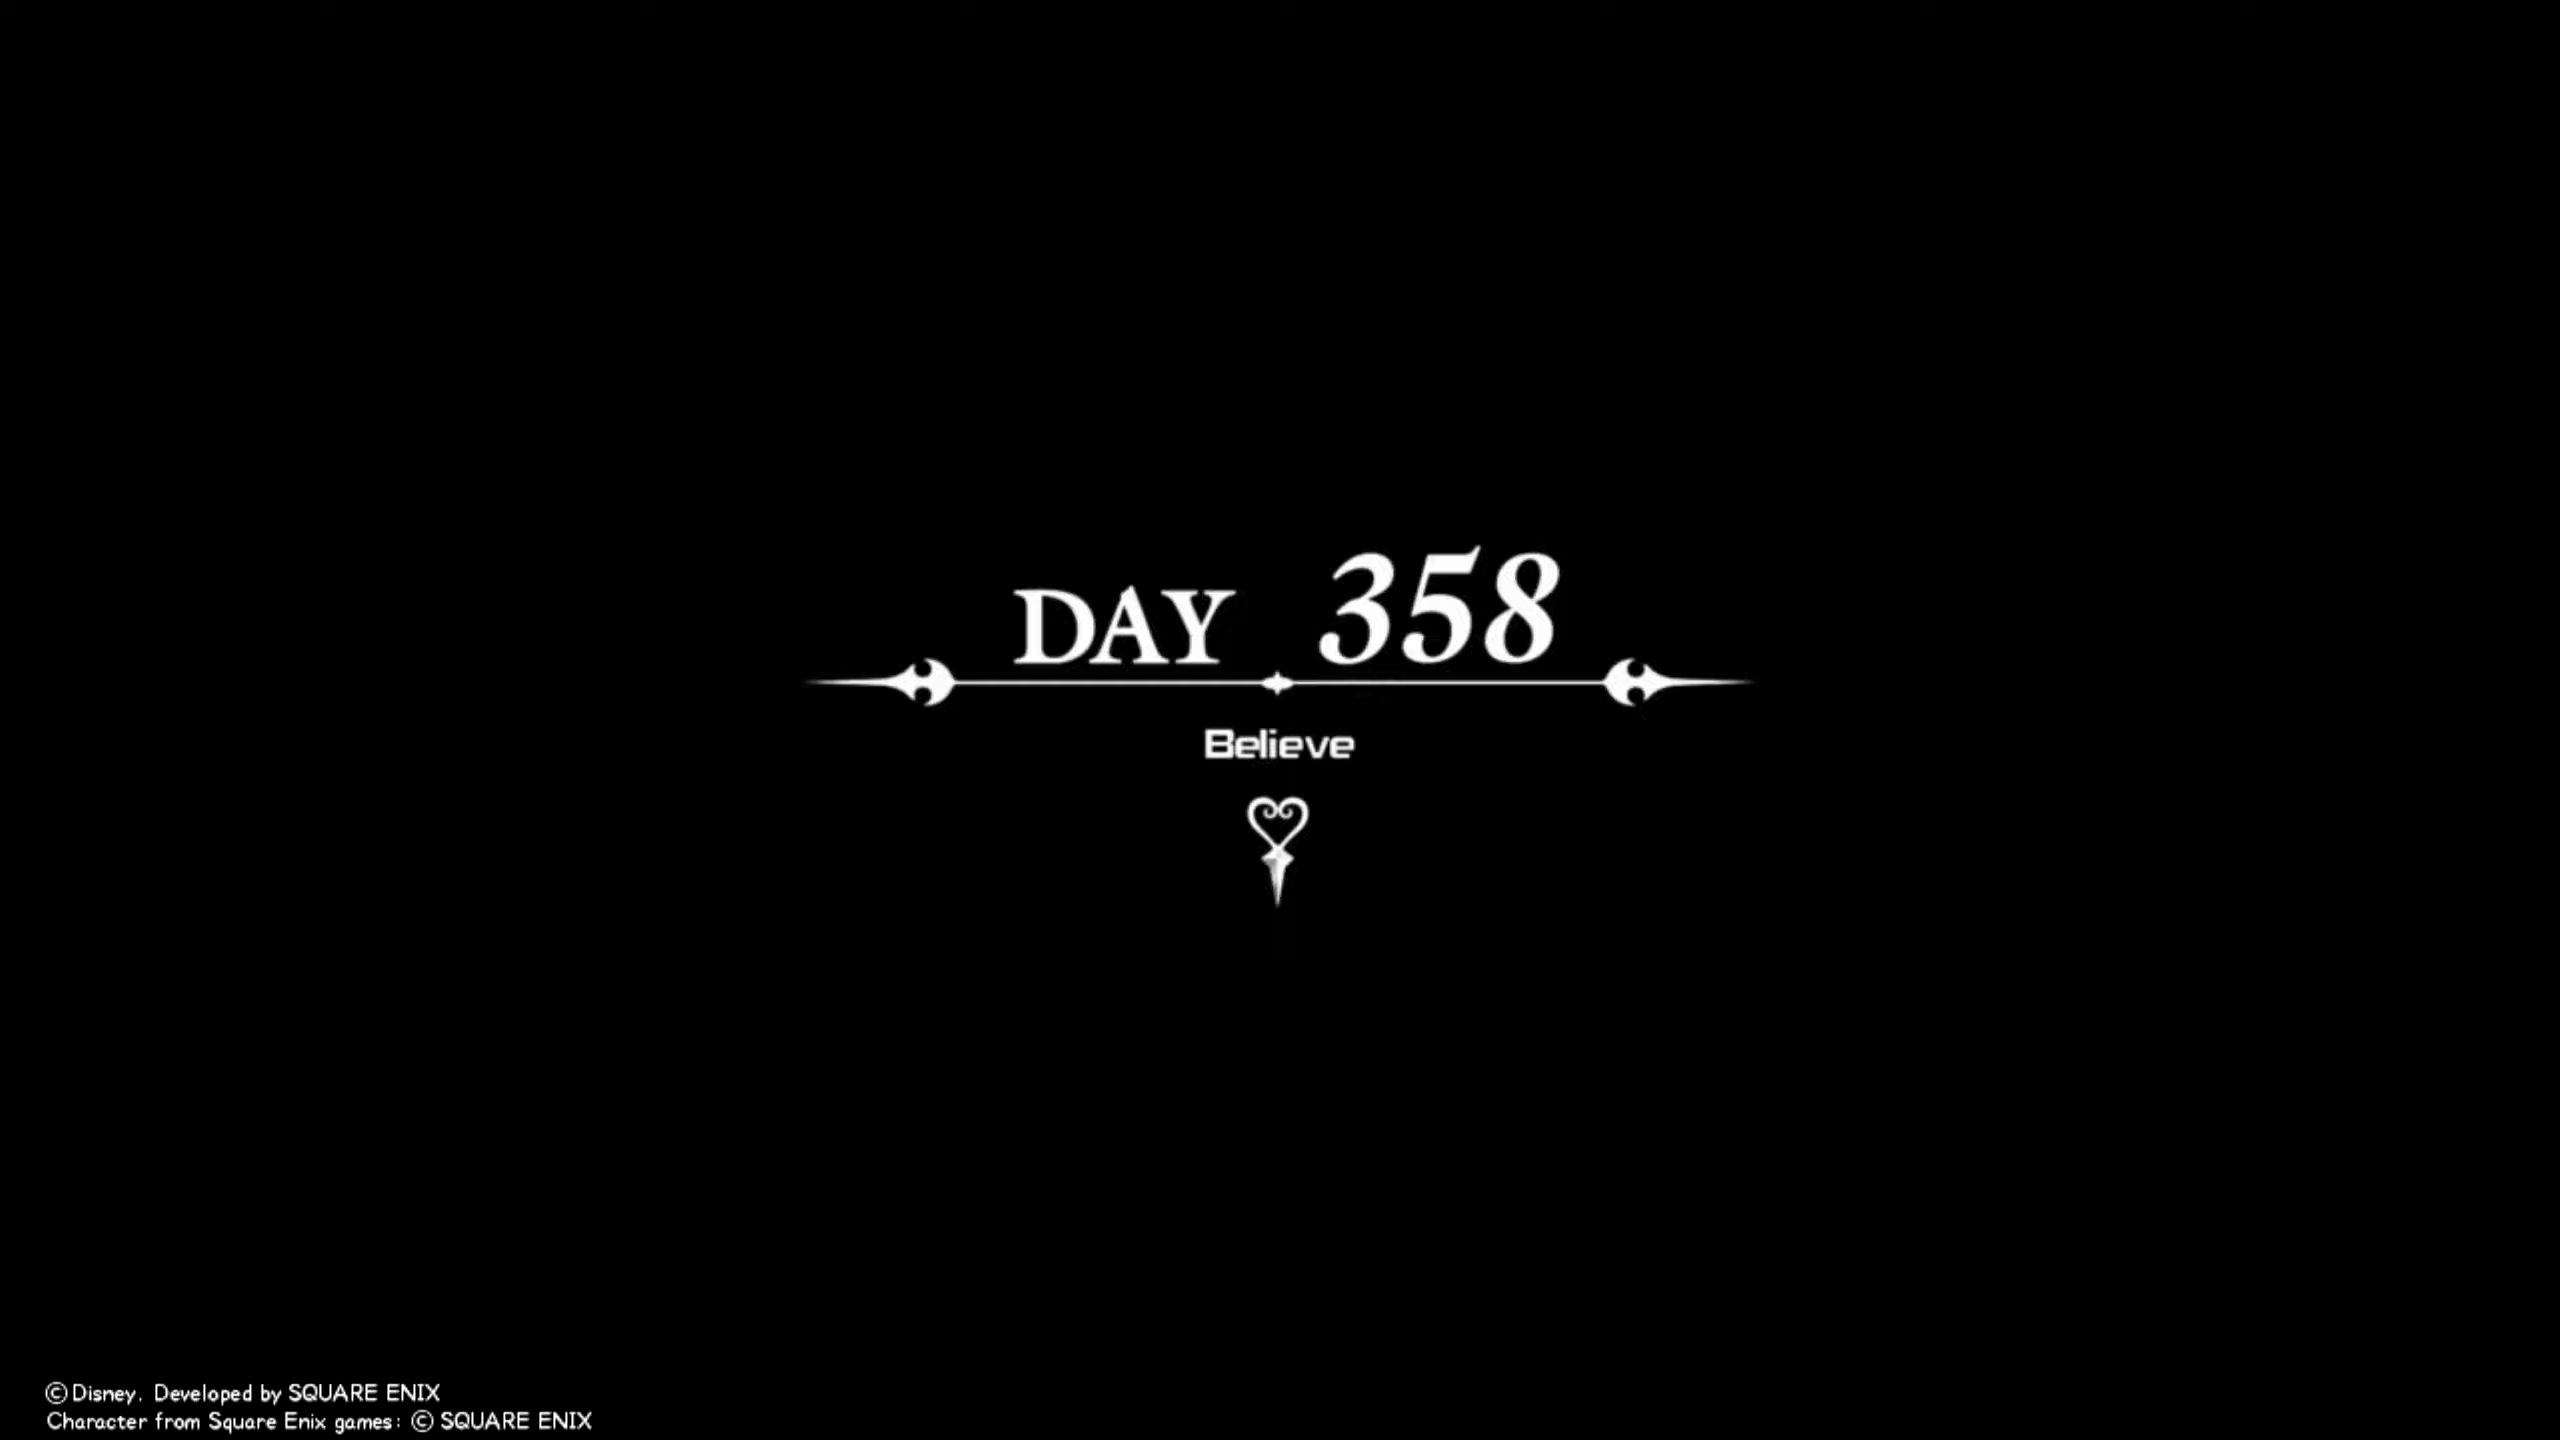 DAY 358
Believe
©Disney. Developed by SQUARE ENIX
Character from Square Enix games: © SQUARE ENIX